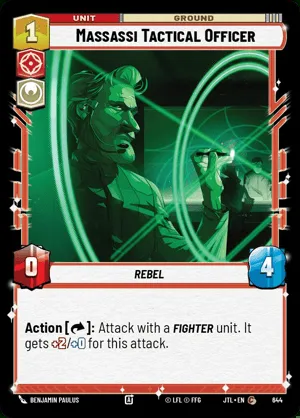 UNIT GROUND
1 MASSASSI TACTICAL OFFICER
REBEL
0 4
Action [↷]: Attack with a FIGHTER unit. It
gets +2/+0 for this attack.
BENJAMIN PAULUS © LFL © FFG JTL • EN C 644